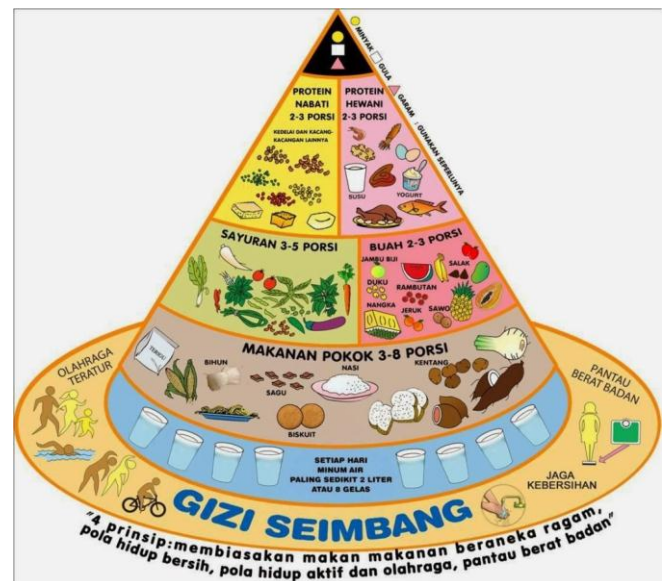 MINYAK
GULA
GARAM : GUNAKAN SEPERLUNYA
PROTEIN
NABATI
2-3 PORSI
KEDELAI DAN KACANG-
KACANGAN LAINNYA
PROTEIN
HEWANI
2-3 PORSI
SUSU
YOGURT
SAYURAN 3-5 PORSI
BUAH 2-3 PORSI
JAMBU BIJI
SALAK
DUKU
RAMBUTAN
NANGKA
JERUK
SAWO
MAKANAN POKOK 3-8 PORSI
BIHUN
NASI
KENTANG
SAGU
BISKUIT
OLAHRAGA
TERATUR
PANTAU
BERAT BADAN
SETIAP HARI
MINUM AIR
PALING SEDIKIT 2 LITER
ATAU 8 GELAS
JAGA
KEBERSIHAN
GIZI SEIMBANG
"4 prinsip:membiasakan makan makanan beraneka ragam,
pola hidup bersih, pola hidup aktif dan olahraga, pantau berat badan"